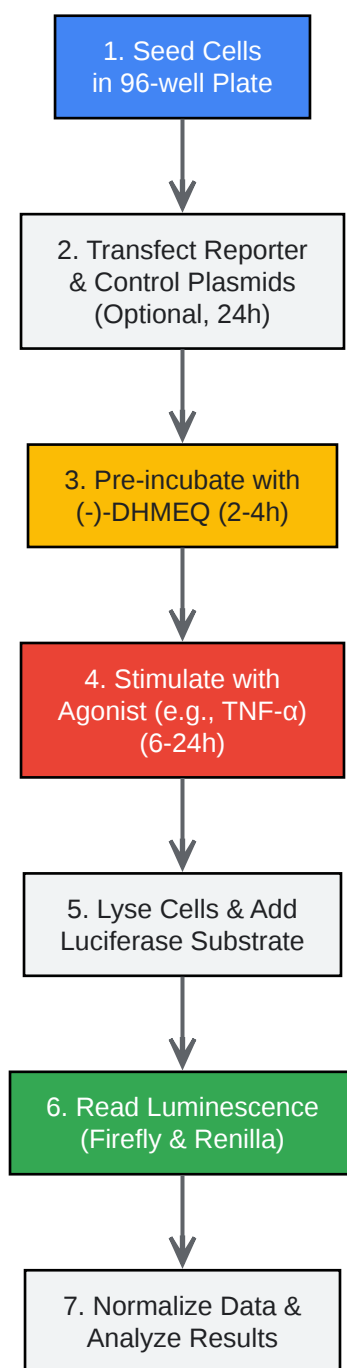 1. Seed Cells
in 96-well Plate
2. Transfect Reporter
& Control Plasmids
(Optional, 24h)
3. Pre-incubate with
(-)-DHMEQ (2-4h)
4. Stimulate with
Agonist (e.g., TNF-α)
(6-24h)
5. Lyse Cells & Add
Luciferase Substrate
6. Read Luminescence
(Firefly & Renilla)
7. Normalize Data &
Analyze Results